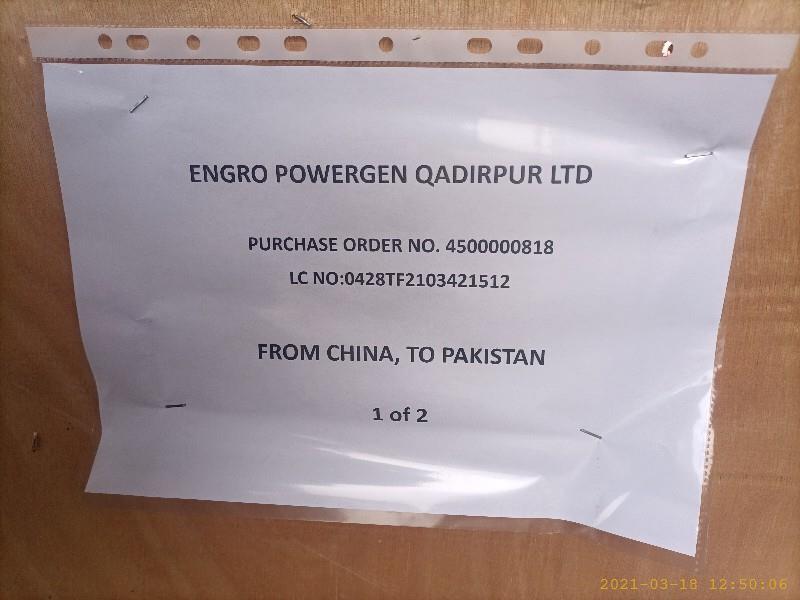 ENGRO POWERGEN QADIRPUR LTD
PURCHASE ORDER NO. 4500000818
LC NO:0428TF2103421512
FROM CHINA, TO PAKISTAN
1 of 2
2021-03-18 12:50:06